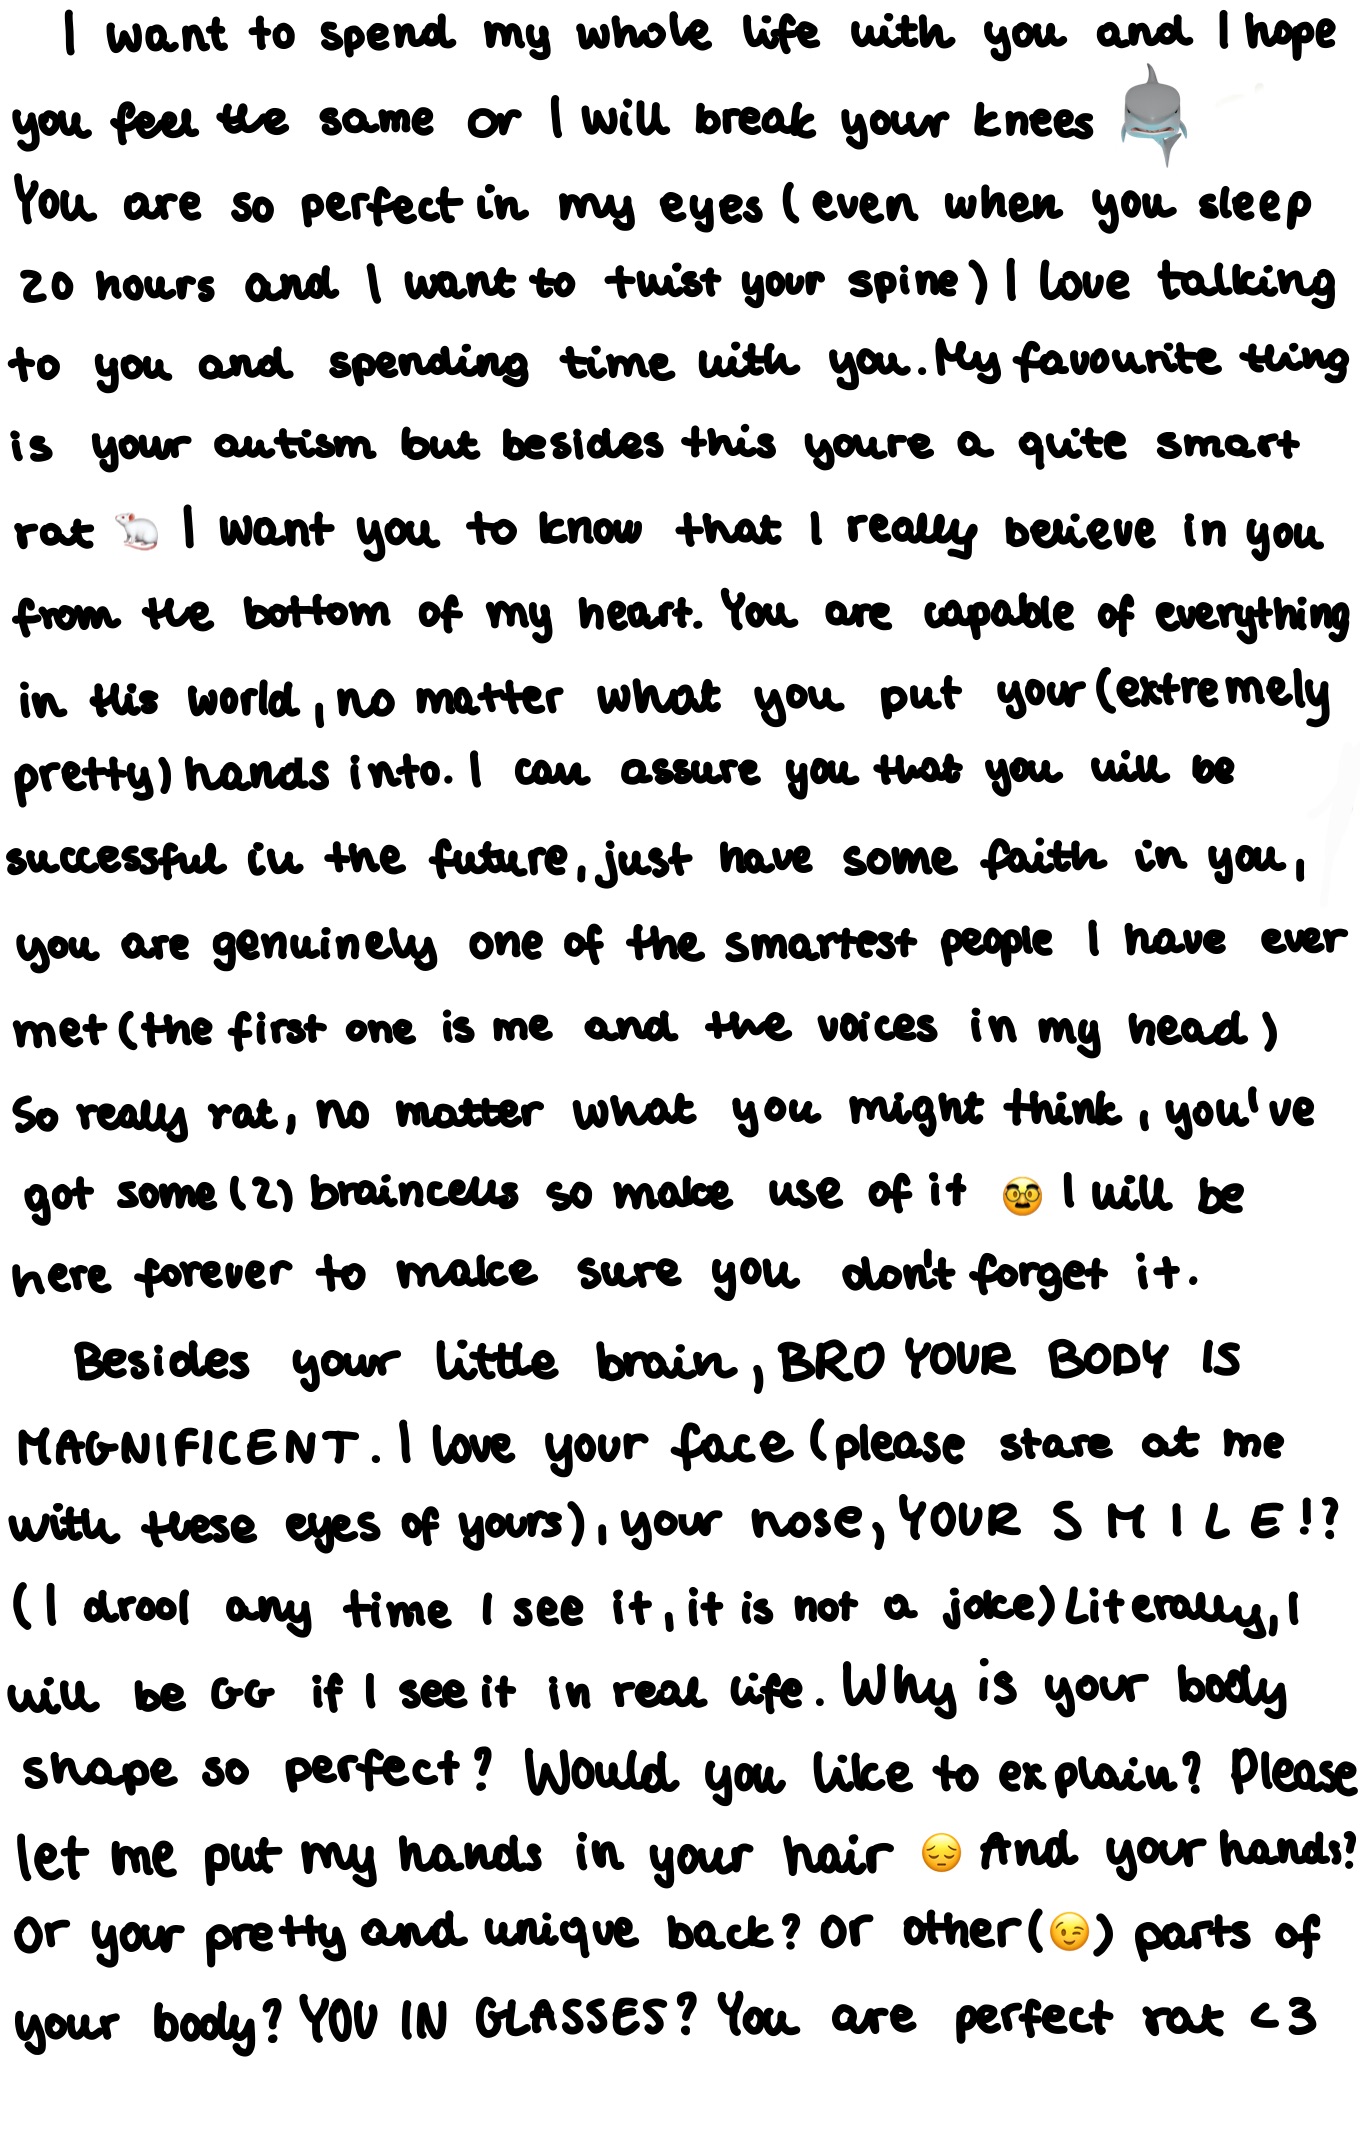 I want to spend my whole life with you and I hope
you feel the same or I will break your knees 🦈
You are so perfect in my eyes (even when you sleep
20 hours and I want to twist your spine) I love talking
to you and spending time with you. My favourite thing
is your autism but besides this youre a quite smart
rat 🐁 I want you to know that I really believe in you
from the bottom of my heart. You are capable of everything
in this world, no matter what you put your (extremely
pretty) hands into. I can assure you that you will be
successful in the future, just have some faith in you,
you are genuinely one of the smartest people I have ever
met (the first one is me and the voices in my head)
So really rat, no matter what you might think, you've
got some (2) braincells so make use of it 🥸 I will be
here forever to make sure you don't forget it.
Besides your little brain, BRO YOUR BODY IS
MAGNIFICENT. I love your face (please stare at me
with these eyes of yours), your nose, YOUR S M I L E !?
(I drool any time I see it, it is not a joke) Literally, I
will be GG if I see it in real life. Why is your body
shape so perfect? Would you like to explain? Please
let me put my hands in your hair 😔 And your hands?
Or your pretty and unique back? Or other (😉) parts of
your body? YOU IN GLASSES? You are perfect rat <3